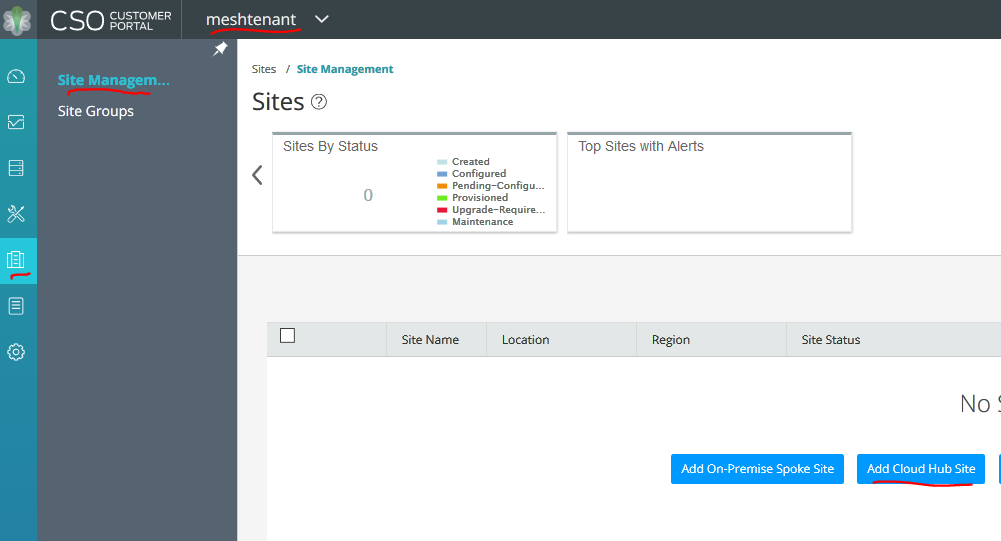 CSO CUSTOMER PORTAL meshtenant
Site Managem...
Site Groups
Sites / Site Management
Sites ?
Sites By Status
0
Created
Configured
Pending-Configu...
Provisioned
Upgrade-Require...
Maintenance
Top Sites with Alerts
Site Name Location Region Site Status
No S
Add On-Premise Spoke Site Add Cloud Hub Site